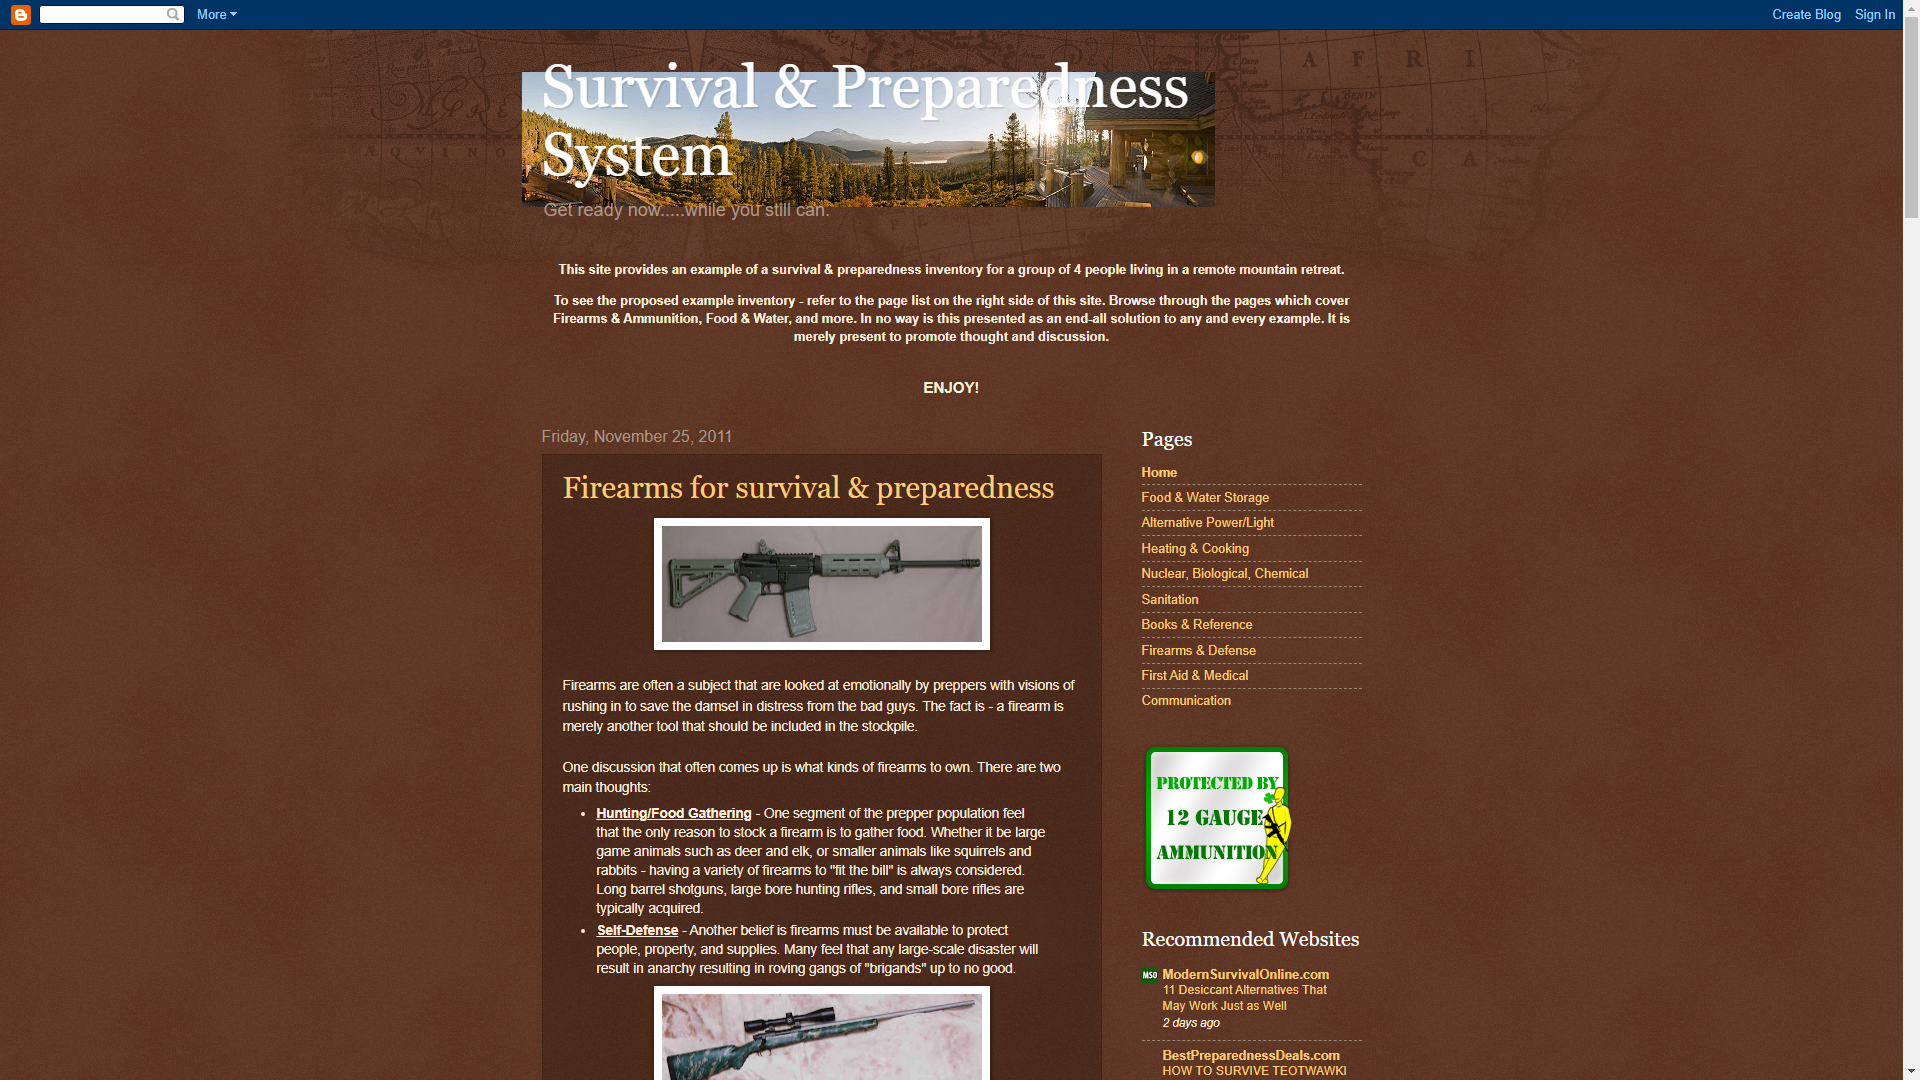 More
Create Blog
Sign In
Survival & Preparedness
System
Get ready now.....while you still can.
This site provides an example of a survival & preparedness inventory for a group of 4 people living in a remote mountain retreat.
To see the proposed example inventory - refer to the page list on the right side of this site. Browse through the pages which cover
Firearms & Ammunition, Food & Water, and more. In no way is this presented as an end-all solution to any and every example. It is
merely present to promote thought and discussion.
ENJOY!
Friday, November 25, 2011
Firearms for survival & preparedness
Firearms are often a subject that are looked at emotionally by preppers with visions of
rushing in to save the damsel in distress from the bad guys. The fact is - a firearm is
merely another tool that should be included in the stockpile.
One discussion that often comes up is what kinds of firearms to own. There are two
main thoughts:
Hunting/Food Gathering - One segment of the prepper population feel
that the only reason to stock a firearm is to gather food. Whether it be large
game animals such as deer and elk, or smaller animals like squirrels and
rabbits - having a variety of firearms to "fit the bill" is always considered.
Long barrel shotguns, large bore hunting rifles, and small bore rifles are
typically acquired.
Self-Defense - Another belief is firearms must be available to protect
people, property, and supplies. Many feel that any large-scale disaster will
result in anarchy resulting in roving gangs of "brigands" up to no good.
Pages
Home
Food & Water Storage
Alternative Power/Light
Heating & Cooking
Nuclear, Biological, Chemical
Sanitation
Books & Reference
Firearms & Defense
First Aid & Medical
Communication
PROTECTED BY
12 GAUGE
AMMUNITION
Recommended Websites
MSO ModernSurvivalOnline.com
11 Desiccant Alternatives That
May Work Just as Well
2 days ago
BestPreparednessDeals.com
HOW TO SURVIVE TEOTWAWKI